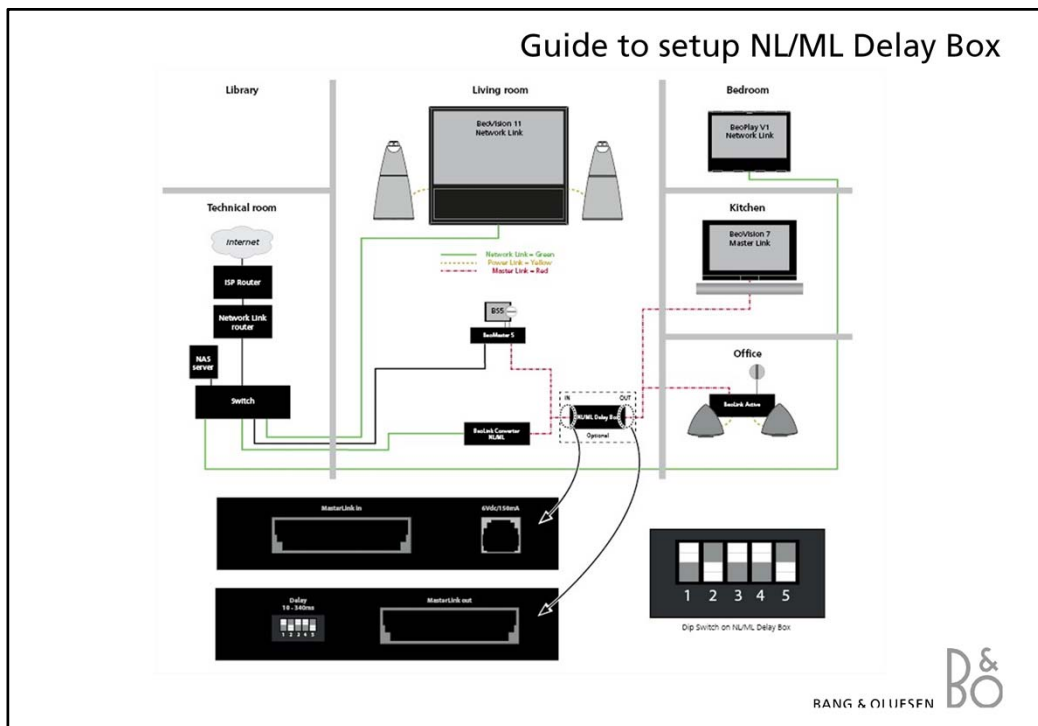 Guide to setup NL/ML Delay Box
Library
Living room
Bedroom
BeoVision 11
Network Link
BeoPlay V1
Network Link
Technical room
Kitchen
Internet
BeoVision 7
Master Link
Network Link = Green
Power Link = Yellow
Master Link = Red
ISP Router
Network Link
router
BS5
BeoMaster 5
NAS
server
Office
Switch
IN
OUT
NL/ML Delay Box
Optional
BeoLink Active
BeoLink Converter
NL/ML
MasterLink in
6Vdc/150mA
Delay
10 - 340ms
1 2 3 4 5
MasterLink out
1 2 3 4 5
Dip Switch on NL/ML Delay Box
BANG & OLUFSEN
B&O